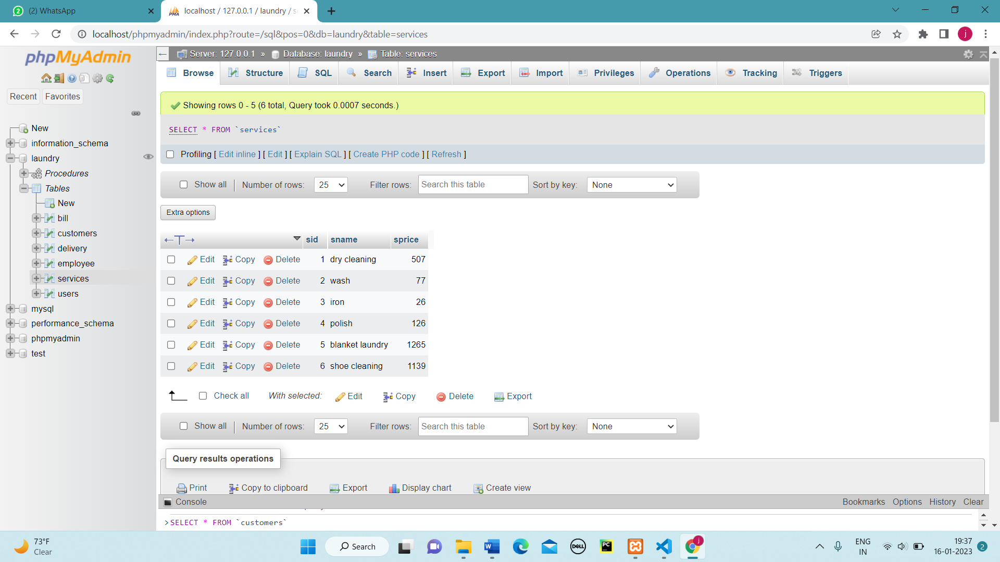 (2) WhatsApp
localhost / 127.0.0.1 / laundry / s
localhost/phpmyadmin/index.php?route=/sql&pos=0&db=laundry&table=services
j
phpMyAdmin
Recent Favorites
New
information_schema
laundry
Procedures
Tables
New
bill
customers
delivery
employee
services
users
mysql
performance_schema
phpmyadmin
test
Server: 127.0.0.1 » Database: laundry » Table: services
Browse Structure SQL Search Insert Export Import Privileges Operations Tracking Triggers
Showing rows 0 - 5 (6 total, Query took 0.0007 seconds.)
SELECT * FROM `services`
Profiling [ Edit inline ] [ Edit ] [ Explain SQL ] [ Create PHP code ] [ Refresh ]
Show all Number of rows: 25 Filter rows: Search this table Sort by key: None
Extra options
sid sname sprice
Edit Copy Delete 1 dry cleaning 507
Edit Copy Delete 2 wash 77
Edit Copy Delete 3 iron 26
Edit Copy Delete 4 polish 126
Edit Copy Delete 5 blanket laundry 1265
Edit Copy Delete 6 shoe cleaning 1139
Check all With selected: Edit Copy Delete Export
Show all Number of rows: 25 Filter rows: Search this table Sort by key: None
Query results operations
Print Copy to clipboard Export Display chart Create view
Console Bookmarks Options History Clear
>SELECT * FROM `customers`
73°F
Clear
Search
DELL
PC
j
ENG
IN
19:37
16-01-2023
2